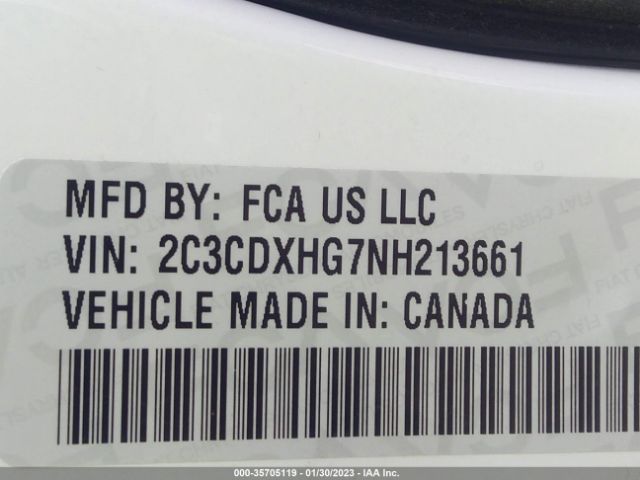 MFD BY: FCA US LLC
VIN: 2C3CDXHG7NH213661
VEHICLE MADE IN: CANADA
000-35705119 - 01/30/2023 - IAA Inc.